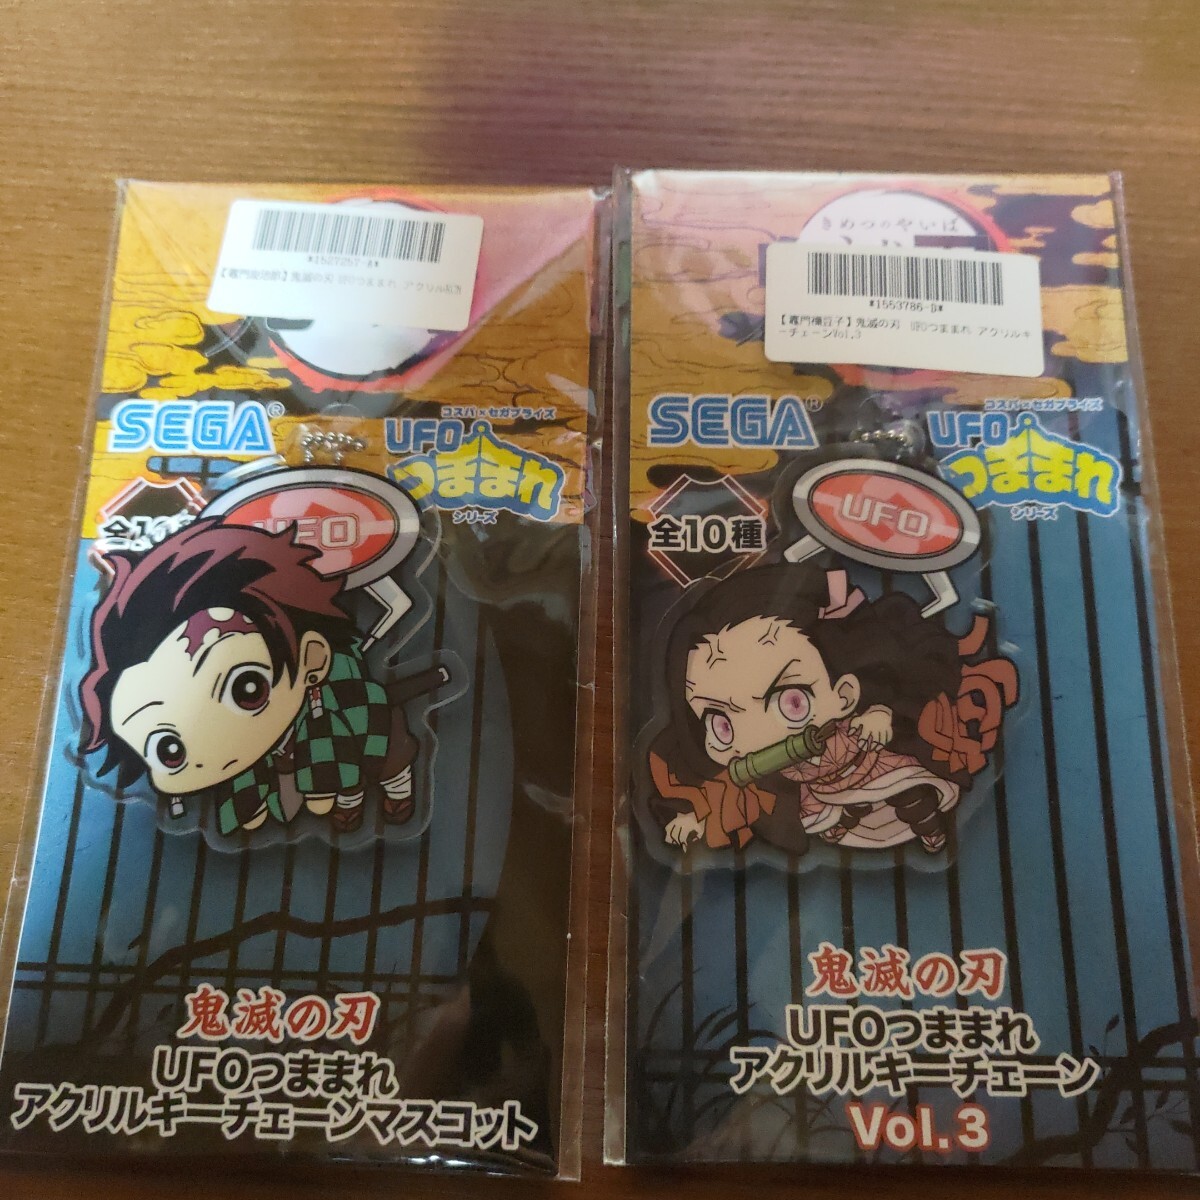 *1527257-A*
【竈門炭治郎】鬼滅の刃 UFOつままれ アクリルキ
SEGA®
コスパ×セガプライズ
UFO
つままれ
シリーズ
UFO
鬼滅の刃
UFOつままれ
アクリルキーチェーンマスコット
きめつのやいば
*1553786-D*
【竈門禰豆子】鬼滅の刃 UFOつままれ アクリルキ
ーチェーンVol.3
SEGA®
コスパ×セガプライズ
UFO
つままれ
シリーズ
全10種
UFO
鬼滅の刃
UFOつままれ
アクリルキーチェーン
Vol.3